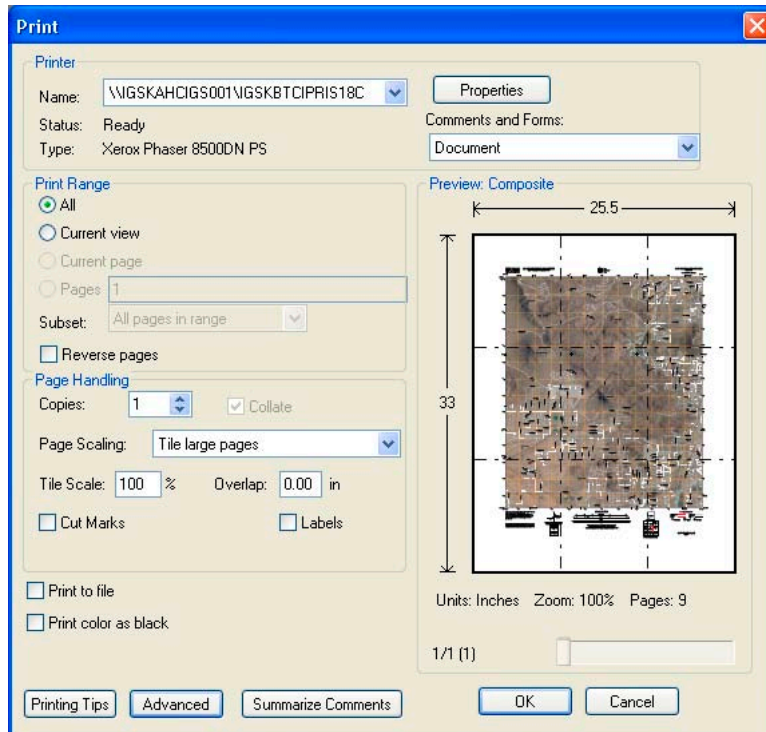 Print
Printer
Name: \\IGSKAHCIGS001\IGSKBTCIPRIS18C
Properties
Status: Ready
Comments and Forms:
Type: Xerox Phaser 8500DN PS
Document
Print Range
All
Current view
Current page
Pages 1
Subset: All pages in range
Reverse pages
Page Handling
Copies: 1 Collate
Page Scaling: Tile large pages
Tile Scale: 100 % Overlap: 0.00 in
Cut Marks Labels
Print to file
Print color as black
Preview: Composite
25.5
33
Units: Inches Zoom: 100% Pages: 9
1/1 (1)
Printing Tips Advanced Summarize Comments OK Cancel